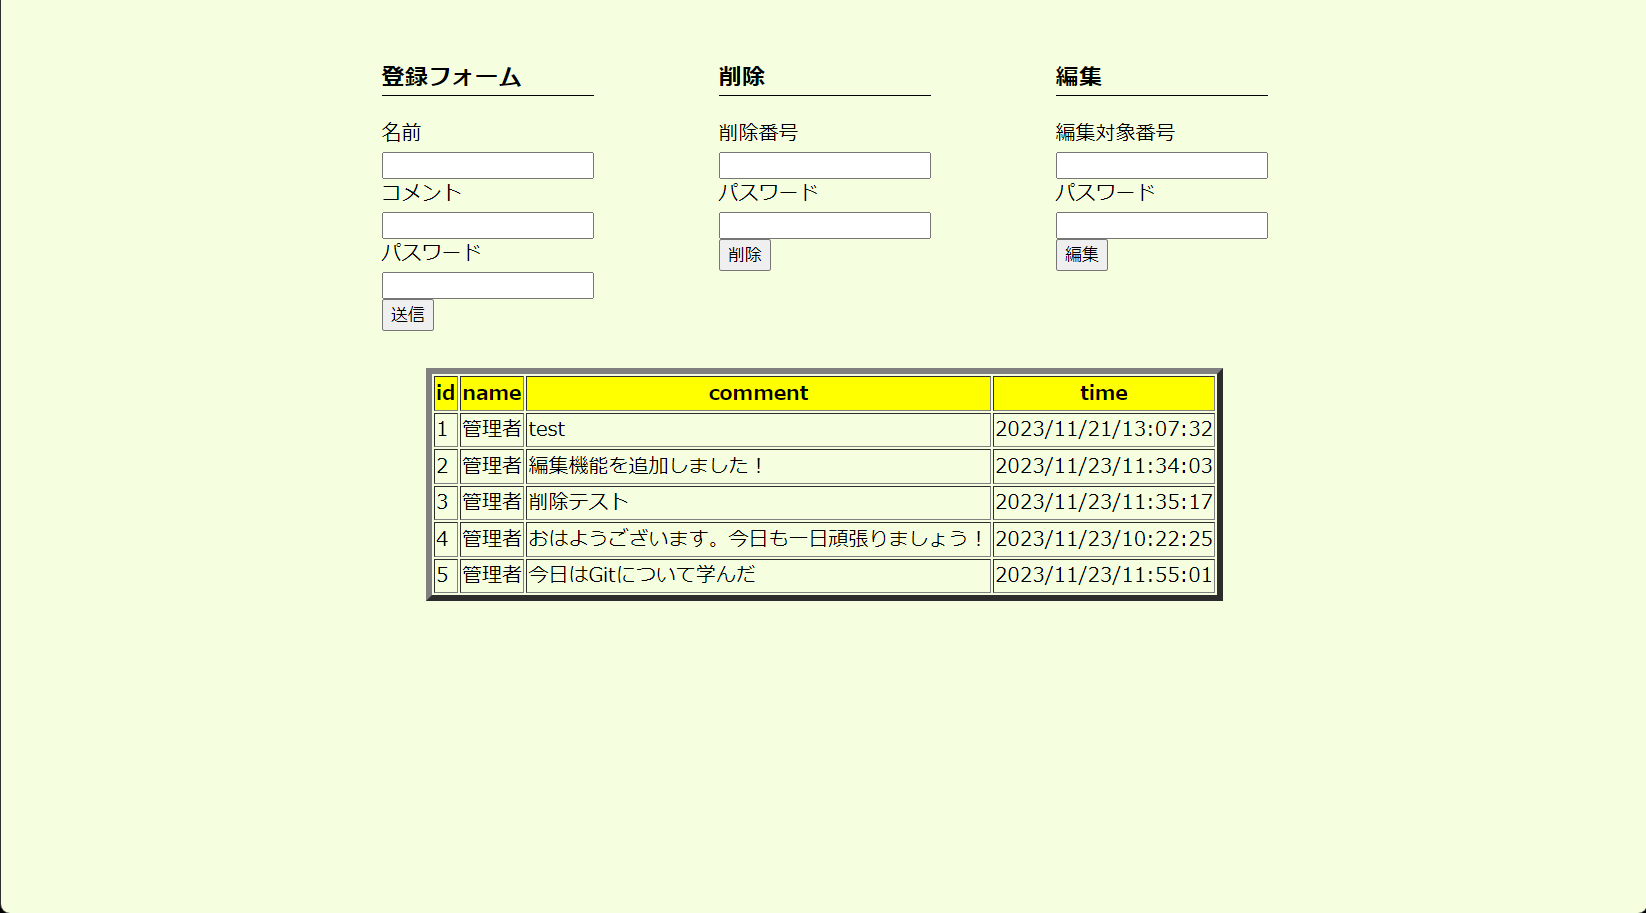 登録フォーム
名前
コメント
パスワード
送信
削除
削除番号
パスワード
削除
編集
編集対象番号
パスワード
編集
id name comment time
1 管理者 test 2023/11/21/13:07:32
2 管理者 編集機能を追加しました！ 2023/11/23/11:34:03
3 管理者 削除テスト 2023/11/23/11:35:17
4 管理者 おはようございます。今日も一日頑張りましょう！ 2023/11/23/10:22:25
5 管理者 今日はGitについて学んだ 2023/11/23/11:55:01